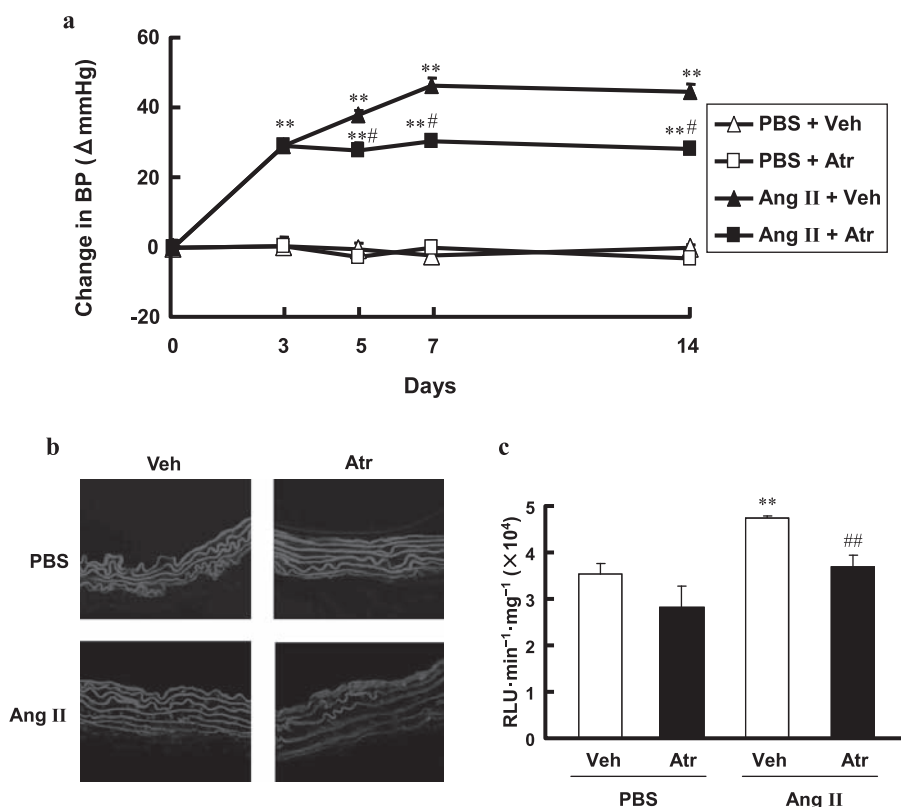 a
Change in BP (Δ mmHg)
60
40
20
0
-20
** ** ** **
**# **# **#
0 3 5 7 14
Days
PBS + Veh
PBS + Atr
Ang II + Veh
Ang II + Atr
b
Veh Atr
PBS
Ang II
c
RLU·min⁻¹·mg⁻¹ (×10⁴)
5
4
3
2
1
0
**
##
Veh Atr Veh Atr
PBS Ang II